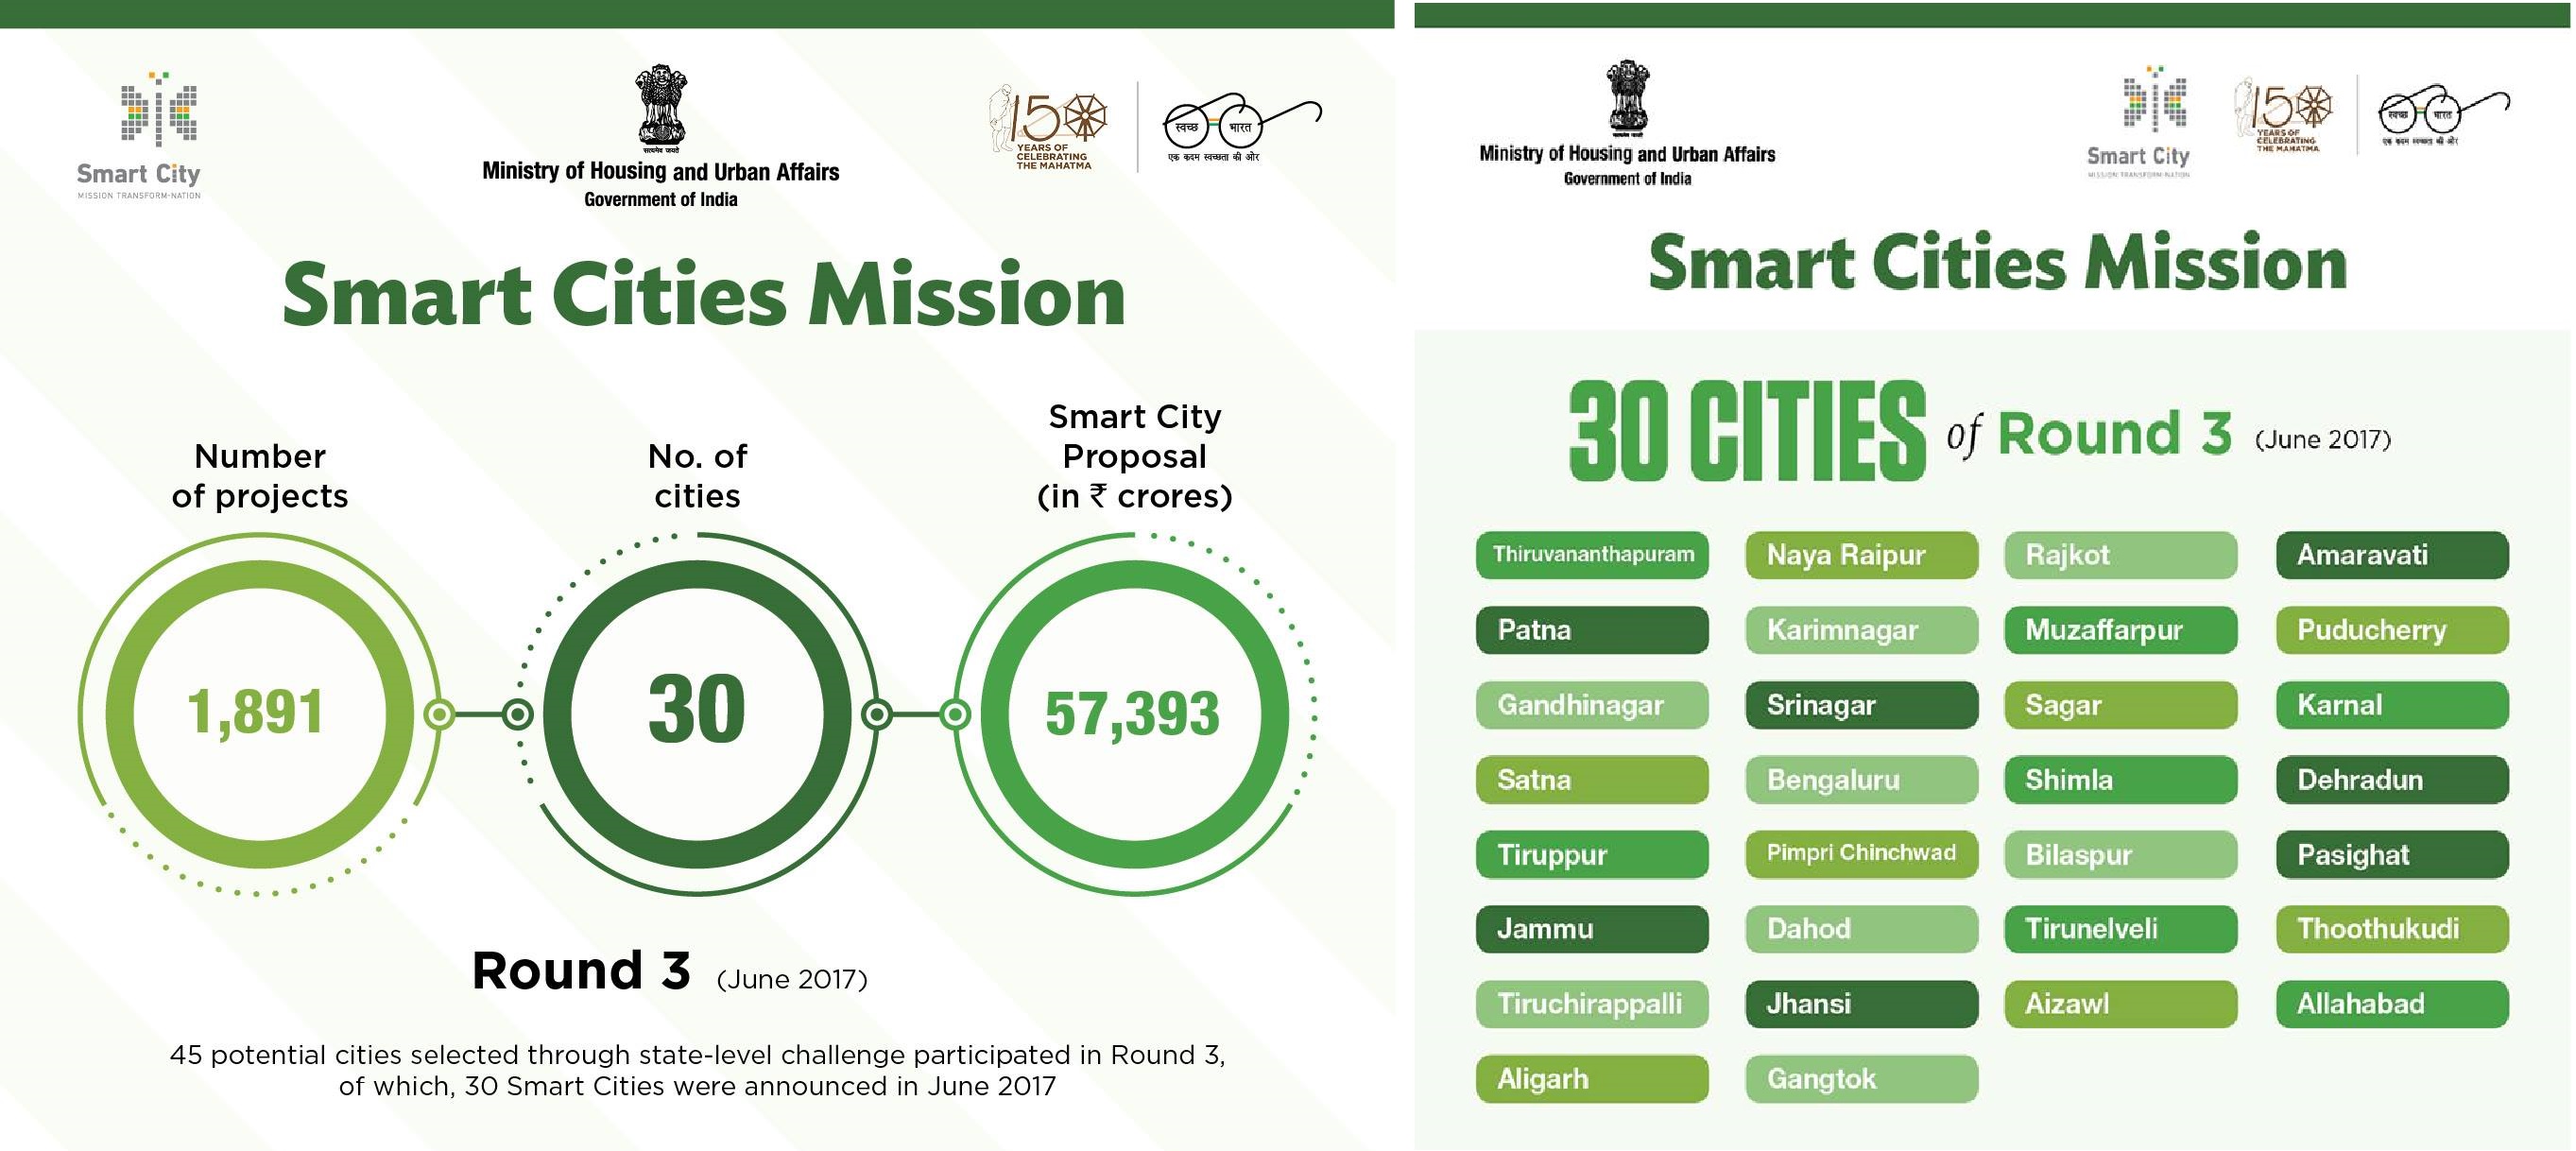 Smart City
MISSION TRANSFORM-NATION
सत्यमेव जयते
Ministry of Housing and Urban Affairs
Government of India
150
YEARS OF
CELEBRATING
THE MAHATMA
स्वच्छ भारत
एक कदम स्वच्छता की ओर
Smart Cities Mission
Number
of projects
1,891
No. of
cities
30
Smart City
Proposal
(in ₹ crores)
57,393
Round 3 (June 2017)
45 potential cities selected through state-level challenge participated in Round 3,
of which, 30 Smart Cities were announced in June 2017
सत्यमेव जयते
Ministry of Housing and Urban Affairs
Government of India
Smart City
MISSION TRANSFORM-NATION
150
YEARS OF
CELEBRATING
THE MAHATMA
स्वच्छ भारत
एक कदम स्वच्छता की ओर
Smart Cities Mission
30 CITIES of Round 3 (June 2017)
Thiruvananthapuram Naya Raipur Rajkot Amaravati
Patna Karimnagar Muzaffarpur Puducherry
Gandhinagar Srinagar Sagar Karnal
Satna Bengaluru Shimla Dehradun
Tiruppur Pimpri Chinchwad Bilaspur Pasighat
Jammu Dahod Tirunelveli Thoothukudi
Tiruchirappalli Jhansi Aizawl Allahabad
Aligarh Gangtok